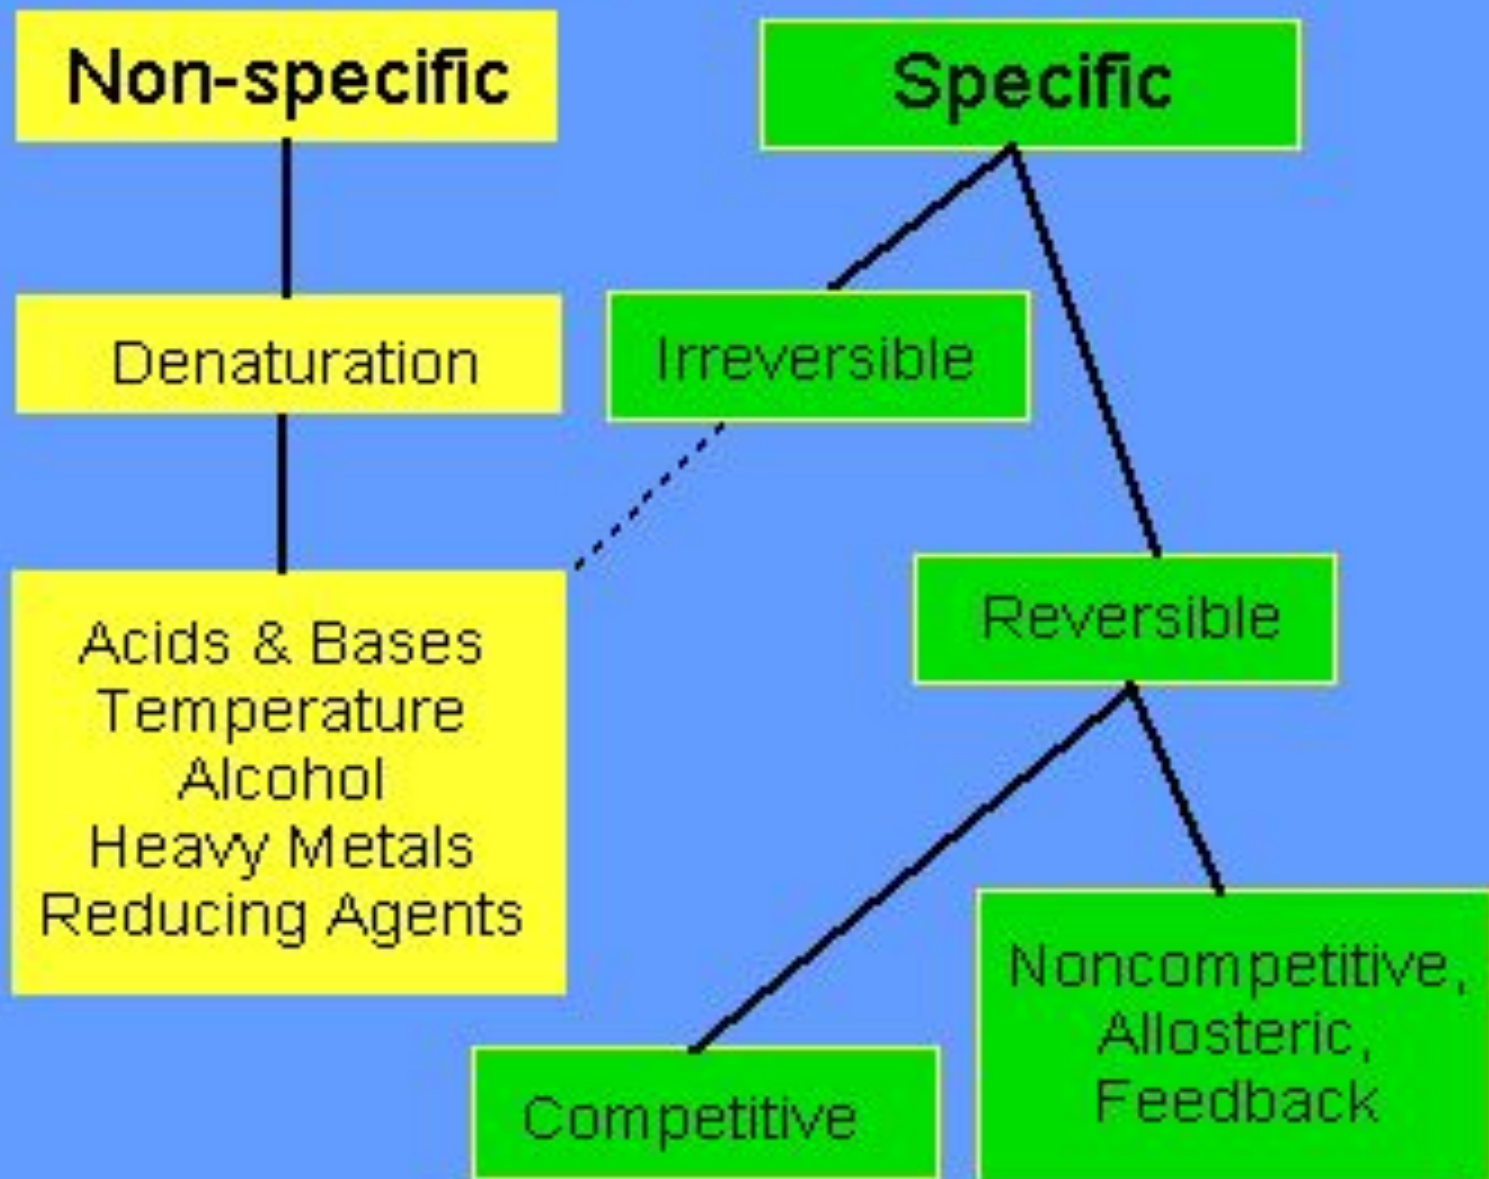 Non-specific
Specific
Denaturation
Irreversible
Acids & Bases
Temperature
Alcohol
Heavy Metals
Reducing Agents
Reversible
Competitive
Noncompetitive,
Allosteric,
Feedback